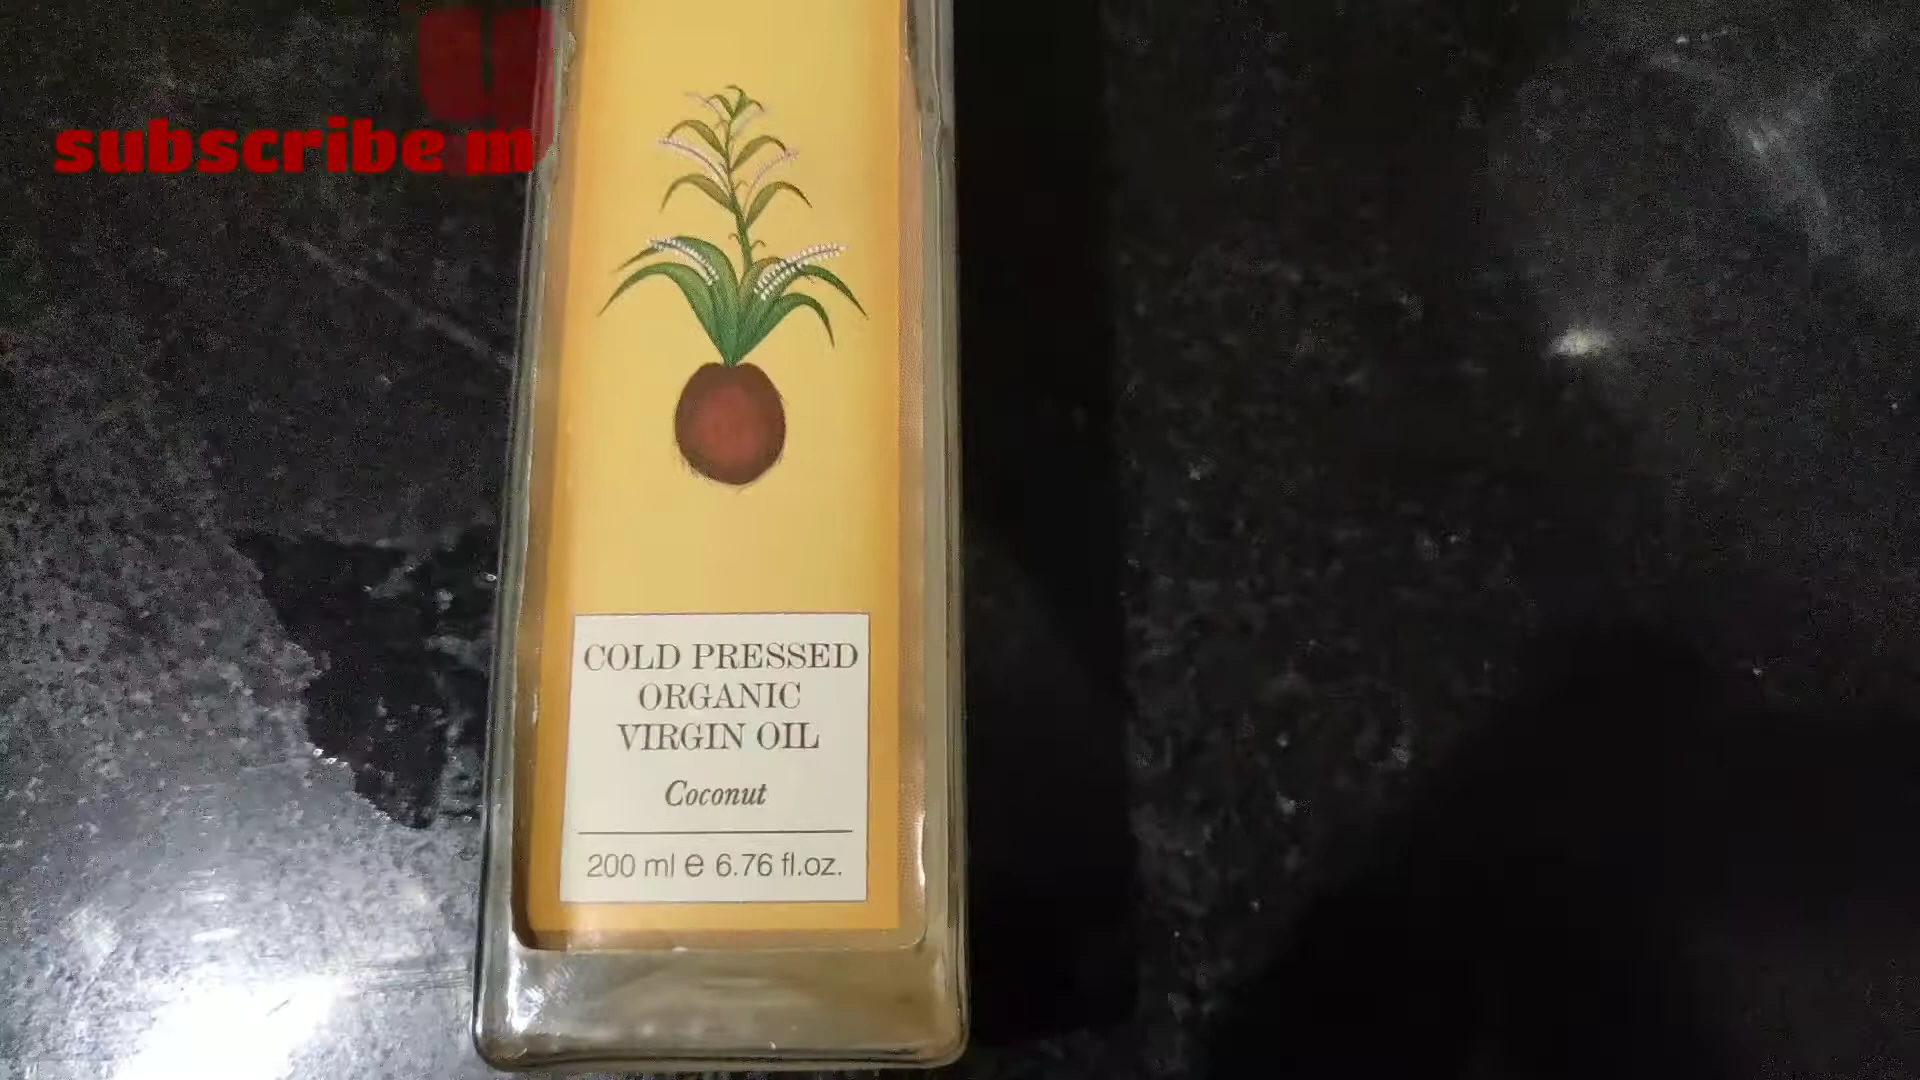 subscribe m
COLD PRESSED
ORGANIC
VIRGIN OIL
Coconut
200 ml e 6.76 fl.oz.